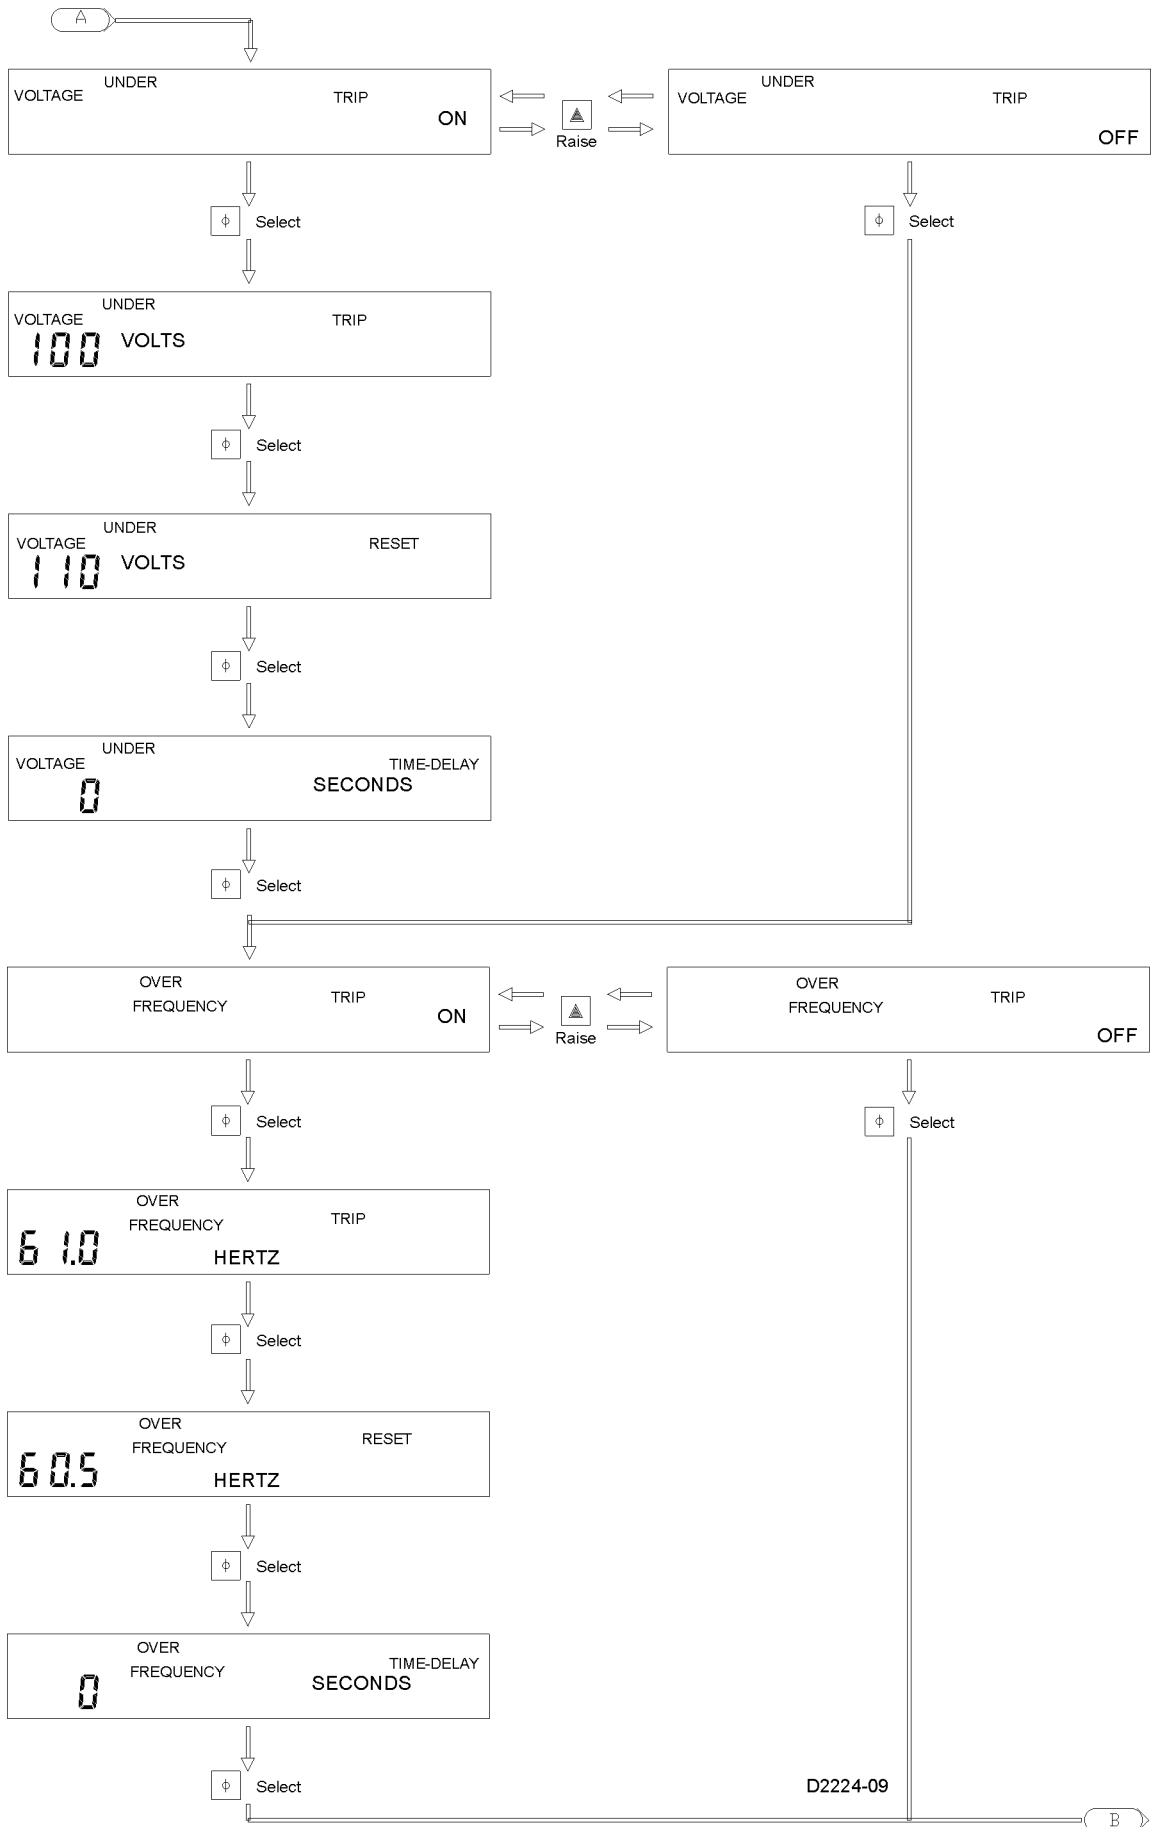 A
UNDER
VOLTAGE TRIP
ON
Raise
UNDER
VOLTAGE TRIP
OFF
Select
Select
UNDER
VOLTAGE TRIP
100 VOLTS
Select
UNDER
VOLTAGE RESET
110 VOLTS
Select
UNDER
VOLTAGE TIME-DELAY
0 SECONDS
Select
OVER
FREQUENCY TRIP
ON
Raise
OVER
FREQUENCY TRIP
OFF
Select
Select
OVER
FREQUENCY TRIP
61.0 HERTZ
Select
OVER
FREQUENCY RESET
60.5 HERTZ
Select
OVER
FREQUENCY TIME-DELAY
0 SECONDS
Select
D2224-09
B